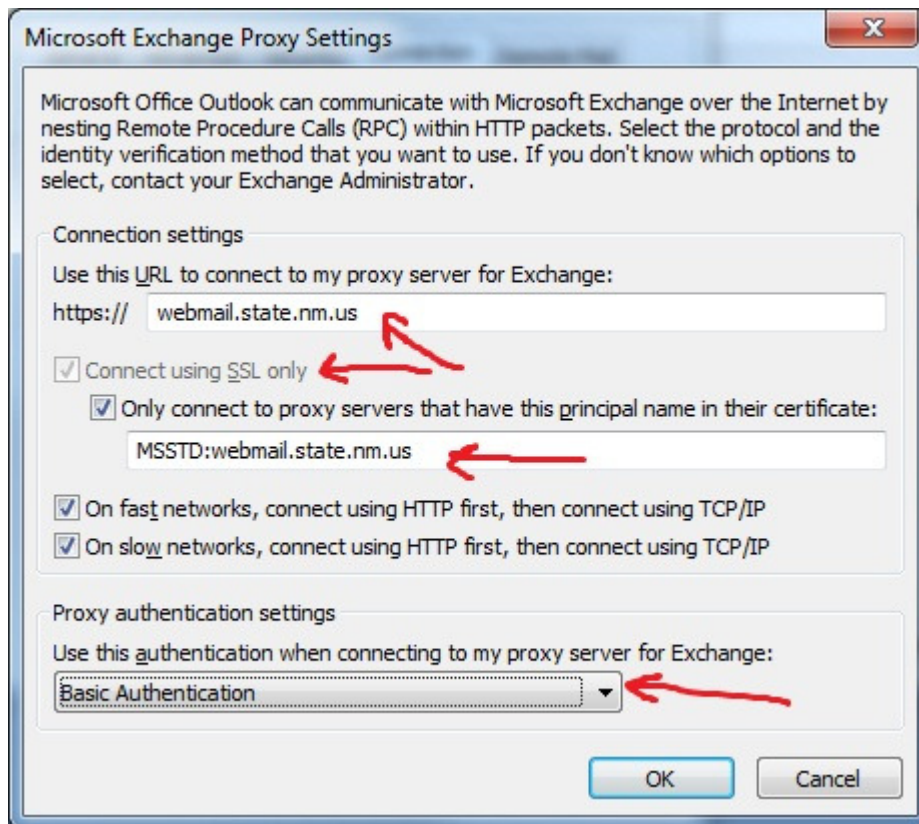 Microsoft Exchange Proxy Settings
Microsoft Office Outlook can communicate with Microsoft Exchange over the Internet by
nesting Remote Procedure Calls (RPC) within HTTP packets. Select the protocol and the
identity verification method that you want to use. If you don't know which options to
select, contact your Exchange Administrator.
Connection settings
Use this URL to connect to my proxy server for Exchange:
https:// webmail.state.nm.us
Connect using SSL only
Only connect to proxy servers that have this principal name in their certificate:
MSSTD:webmail.state.nm.us
On fast networks, connect using HTTP first, then connect using TCP/IP
On slow networks, connect using HTTP first, then connect using TCP/IP
Proxy authentication settings
Use this authentication when connecting to my proxy server for Exchange:
Basic Authentication
OK Cancel